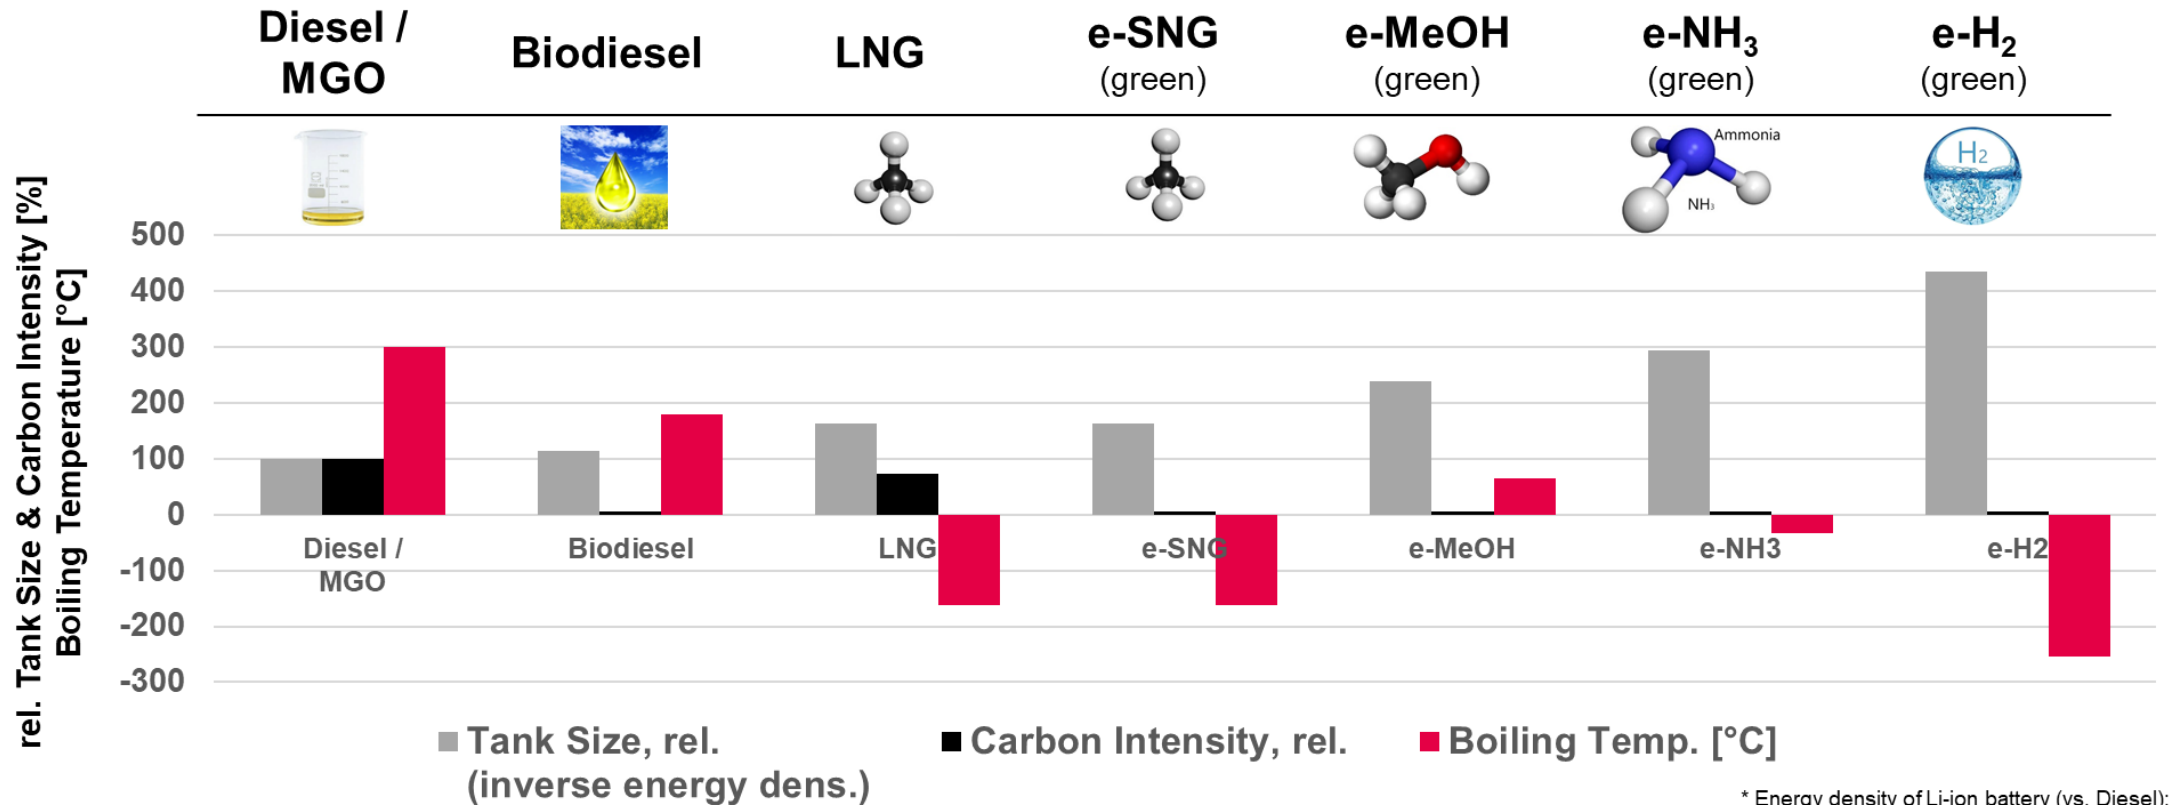 Diesel /
MGO
Biodiesel
LNG
e-SNG
(green)
e-MeOH
(green)
e-NH₃
(green)
e-H₂
(green)
Ammonia
NH₃
H₂
rel. Tank Size & Carbon Intensity [%]
Boiling Temperature [°C]
500
400
300
200
100
0
-100
-200
-300
Diesel /
MGO
Biodiesel
LNG
e-SNG
e-MeOH
e-NH3
e-H2
Tank Size, rel.
(inverse energy dens.)
Carbon Intensity, rel.
Boiling Temp. [°C]
* Energy density of Li-ion battery (vs. Diesel):